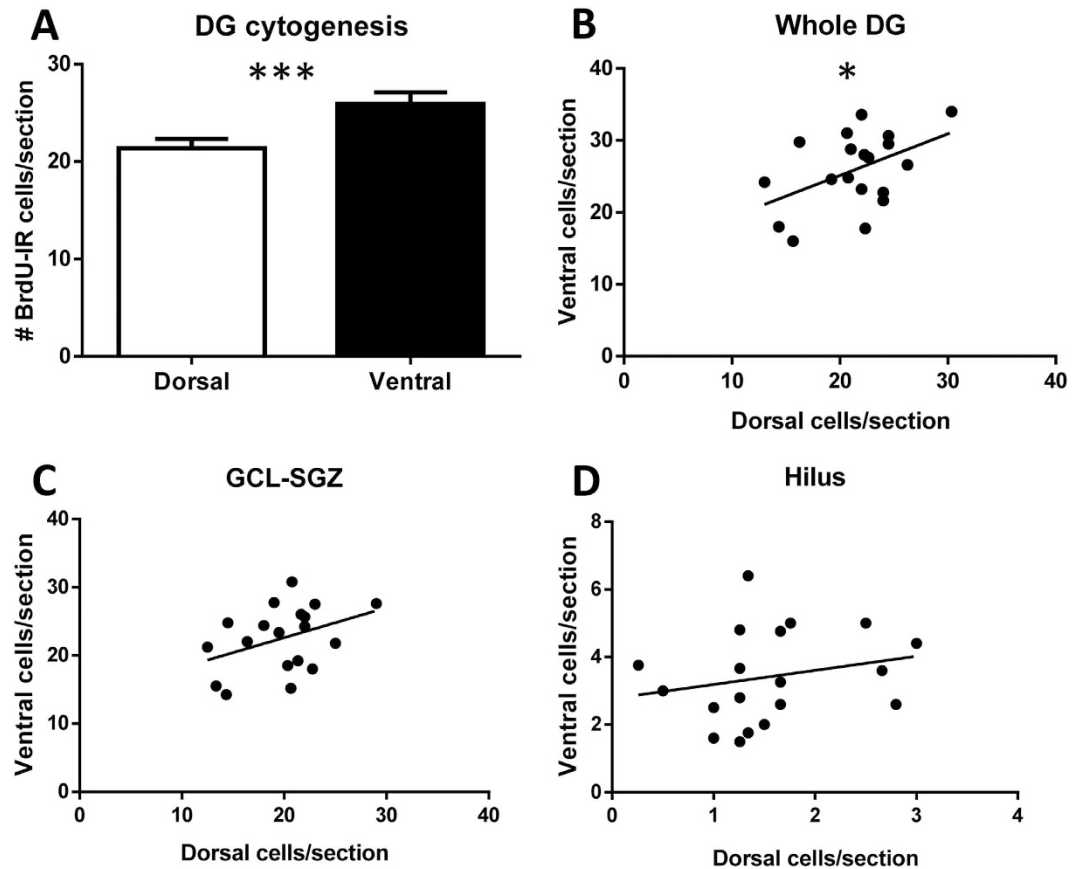 A
DG cytogenesis
***
# BrdU-IR cells/section
30
20
10
0
Dorsal
Ventral
B
Whole DG
*
Ventral cells/section
40
30
20
10
0
0
10
20
30
40
Dorsal cells/section
C
GCL-SGZ
Ventral cells/section
40
30
20
10
0
10
20
30
40
Dorsal cells/section
D
Hilus
Ventral cells/section
8
6
4
2
0
0
1
2
3
4
Dorsal cells/section